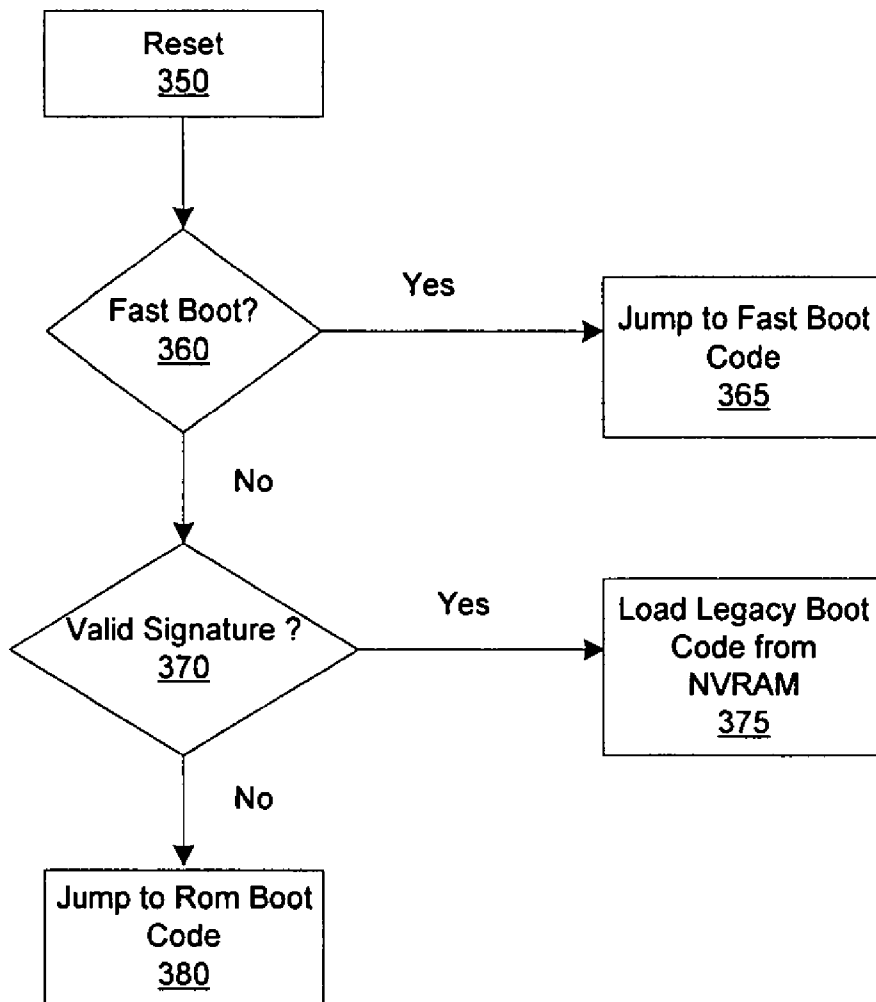 Reset
350
Fast Boot?
360
Yes
Jump to Fast Boot
Code
365
No
Valid Signature ?
370
Yes
Load Legacy Boot
Code from
NVRAM
375
No
Jump to Rom Boot
Code
380